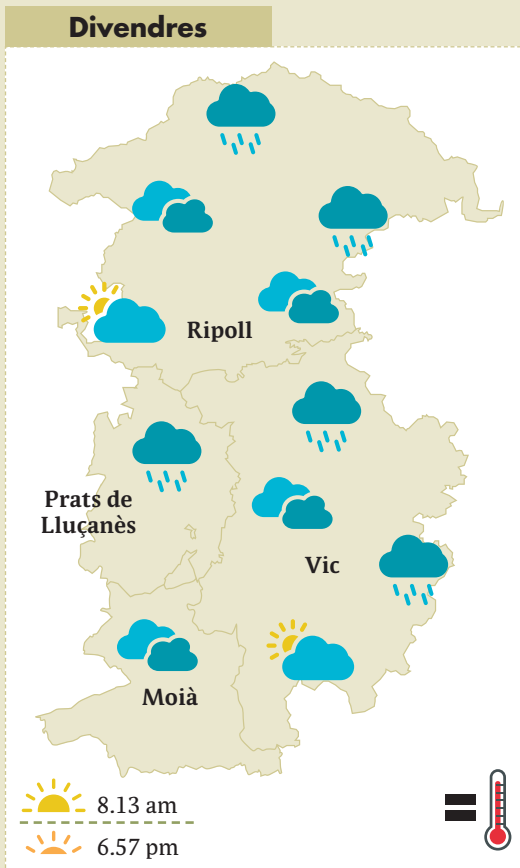 Divendres
Ripoll
Prats de
Lluçanès
Vic
Moià
8.13 am
6.57 pm